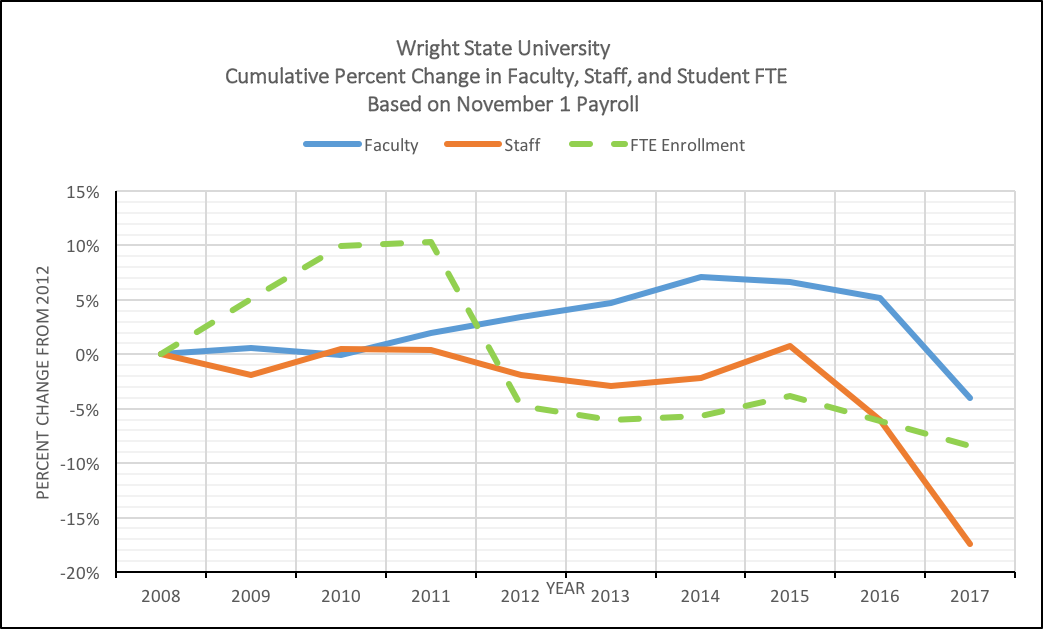 Wright State University
Cumulative Percent Change in Faculty, Staff, and Student FTE
Based on November 1 Payroll
Faculty Staff FTE Enrollment
PERCENT CHANGE FROM 2012
15%
10%
5%
0%
-5%
-10%
-15%
-20%
2008 2009 2010 2011 2012 2013 2014 2015 2016 2017
YEAR